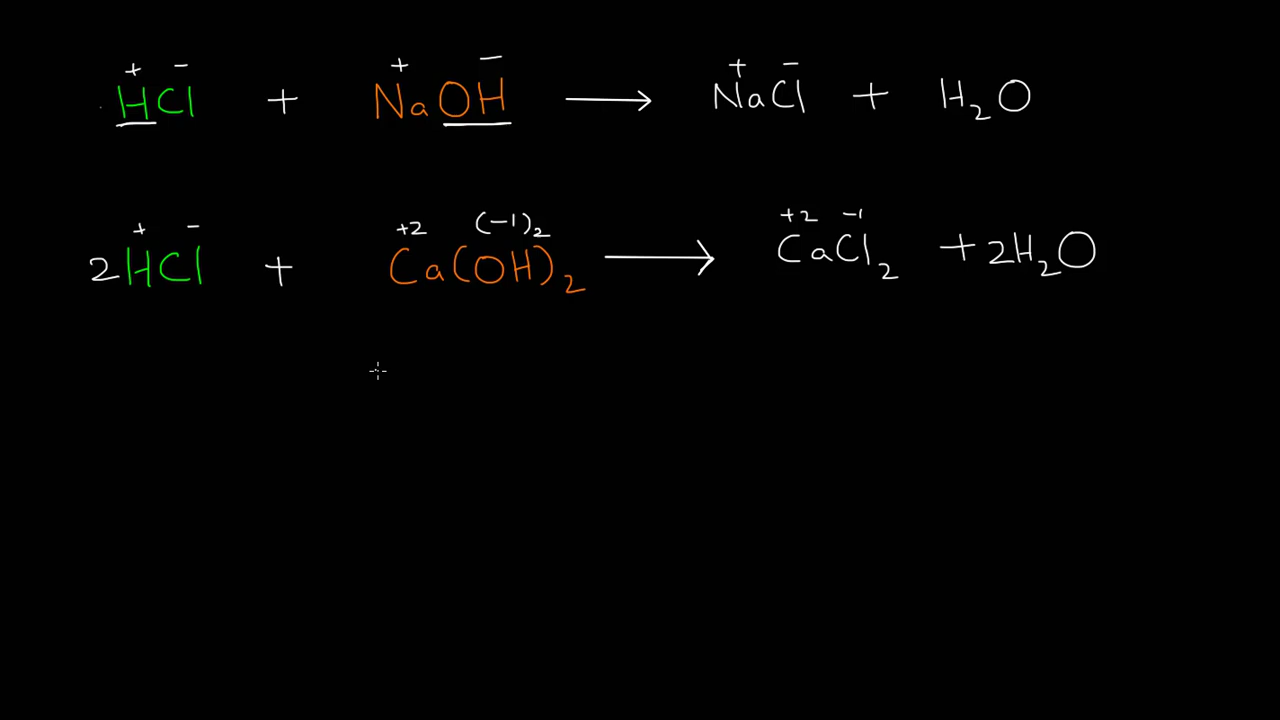 + − + − + −
HCl + NaOH ⟶ NaCl + H₂O
+ − +2 (−1)₂ +2 −1
2HCl + Ca(OH)₂ ⟶ CaCl₂ + 2H₂O